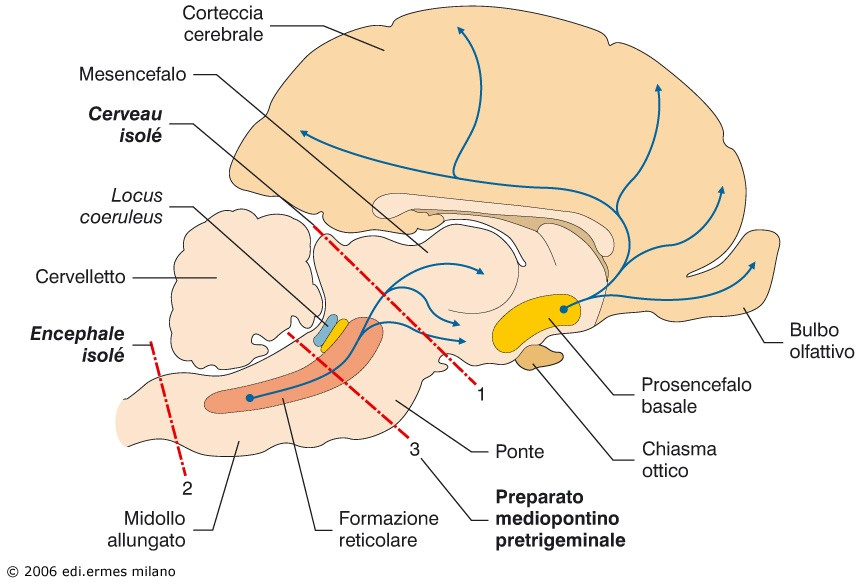 Corteccia
cerebrale
Mesencefalo
Cerveau
isolé
Locus
coeruleus
Cervelletto
Encephale
isolé
Bulbo
olfattivo
Prosencefalo
basale
1
3
Ponte
Chiasma
ottico
2
Midollo
allungato
Formazione
reticolare
Preparato
mediopontino
pretrigeminale
© 2006 edi.ermes milano